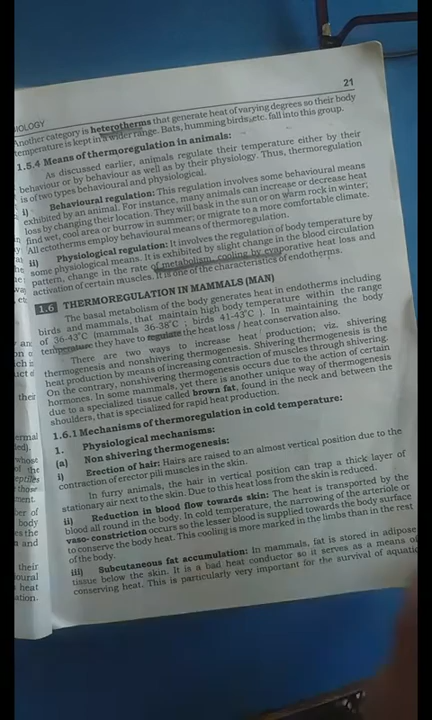 21
BIOLOGY
Another category is heterotherms that generate heat of varying degrees so their body
temperature is kept in a wider range. Bats, humming birds, etc. fall into this group.
1.5.4 Means of thermoregulation in animals:
As discussed earlier, animals regulate their temperature either by their
behaviour or by behaviour as well as by their physiology. Thus, thermoregulation
is of two types behavioural and physiological.
i) Behavioural regulation: This regulation involves some behavioural means
exhibited by an animal. For instance, many animals can increase or decrease heat
loss by changing their location. They will bask in the sun or on warm rock in winter;
find wet, cool area or burrow in summer; or migrate to a more comfortable climate.
All ectotherms employ behavioural means of thermoregulation.
ii) Physiological regulation: It involves the regulation of body temperature by
some physiological means. It is exhibited by slight change in the blood circulation
pattern, change in the rate of metabolism, cooling by evaporative heat loss and
activation of certain muscles. It is one of the characteristics of endotherms.
1.6 THERMOREGULATION IN MAMMALS (MAN)
The basal metabolism of the body generates heat in endotherms including
birds and mammals, that maintain high body temperature within the range
of 36-43°C (mammals 36-38°C ; birds 41-43°C ). In maintaining the body
temperature they have to regulate the heat loss / heat conservation also.
There are two ways to increase heat production; viz. shivering
thermogenesis and nonshivering thermogenesis. Shivering thermogenesis is the
heat production by means of increasing contraction of muscles through shivering.
On the contrary, nonshivering thermogenesis occurs due to the action of certain
hormones. In some mammals, yet there is another unique way of thermogenesis
due to a specialized tissue called brown fat, found in the neck and between the
shoulders, that is specialized for rapid heat production.
1.6.1 Mechanisms of thermoregulation in cold temperature:
1. Physiological mechanisms:
(a) Non shivering thermogenesis:
i) Erection of hair: Hairs are raised to an almost vertical position due to the
contraction of erector pili muscles in the skin.
In furry animals, the hair in vertical position can trap a thick layer of
stationary air next to the skin. Due to this heat loss from the skin is reduced.
ii) Reduction in blood flow towards skin: The heat is transported by the
blood all round in the body. In cold temperature, the narrowing of the arteriole or
vaso- constriction occurs so the lesser blood is supplied towards the body surface
to conserve the body heat. This cooling is more marked in the limbs than in the rest
of the body.
iii) Subcutaneous fat accumulation: In mammals, fat is stored in adipose
tissue below the skin. It is a bad heat conductor so it serves as a means of
conserving heat. This is particularly very important for the survival of aquatic